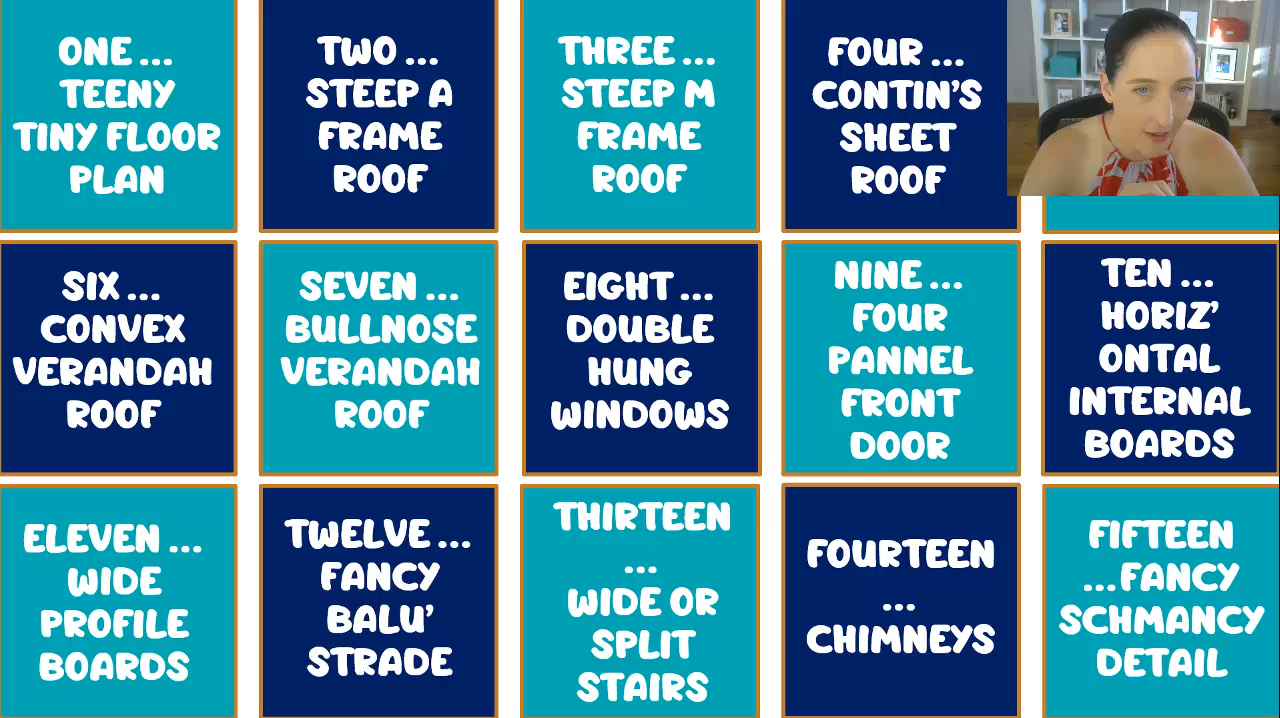 ONE ...
TEENY
TINY FLOOR
PLAN
TWO ...
STEEP A
FRAME
ROOF
THREE ...
STEEP M
FRAME
ROOF
FOUR ...
CONTIN'S
SHEET
ROOF
SIX ...
CONVEX
VERANDAH
ROOF
SEVEN ...
BULLNOSE
VERANDAH
ROOF
EIGHT ...
DOUBLE
HUNG
WINDOWS
NINE ...
FOUR
PANNEL
FRONT
DOOR
TEN ...
HORIZ'
ONTAL
INTERNAL
BOARDS
ELEVEN ...
WIDE
PROFILE
BOARDS
TWELVE ...
FANCY
BALU'
STRADE
THIRTEEN
...
WIDE OR
SPLIT
STAIRS
FOURTEEN
...
CHIMNEYS
FIFTEEN
...FANCY
SCHMANCY
DETAIL